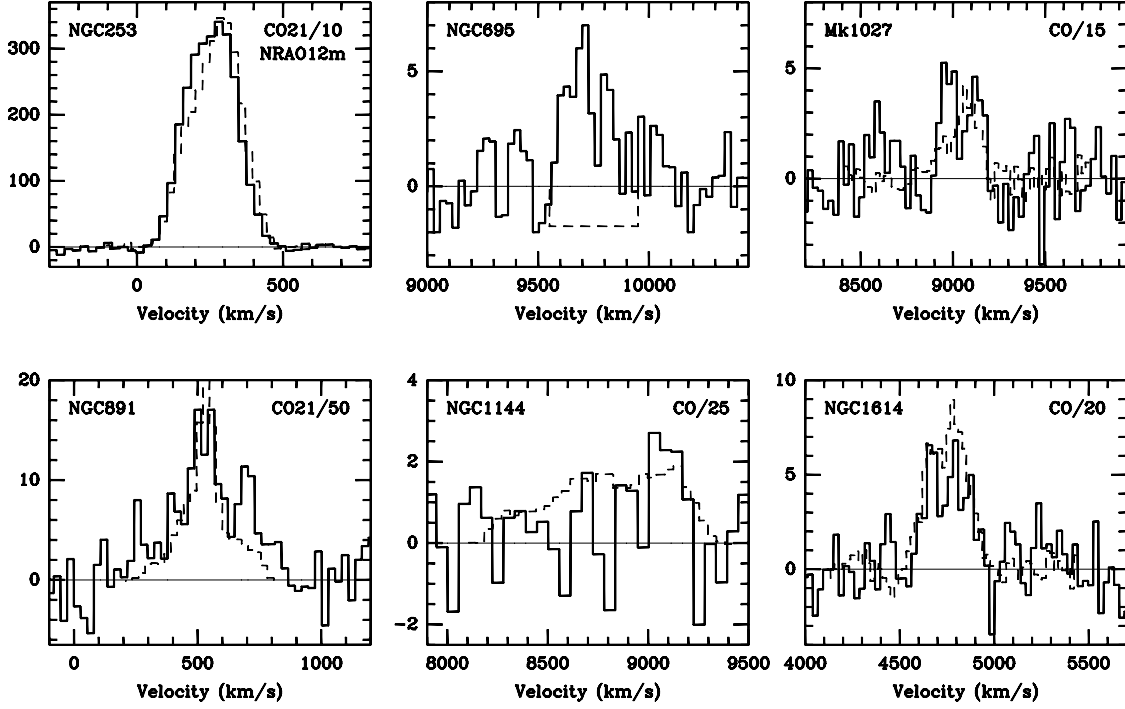 NGC253 CO21/10
NRAO12m
300
200
100
0
0 500
Velocity (km/s)
NGC695
5
0
9000 9500 10000
Velocity (km/s)
Mk1027 CO/15
5
0
8500 9000 9500
Velocity (km/s)
NGC891 CO21/50
20
10
0
0 500 1000
Velocity (km/s)
NGC1144 CO/25
4
2
0
-2
8000 8500 9000 9500
Velocity (km/s)
NGC1614 CO/20
10
5
0
4000 4500 5000 5500
Velocity (km/s)